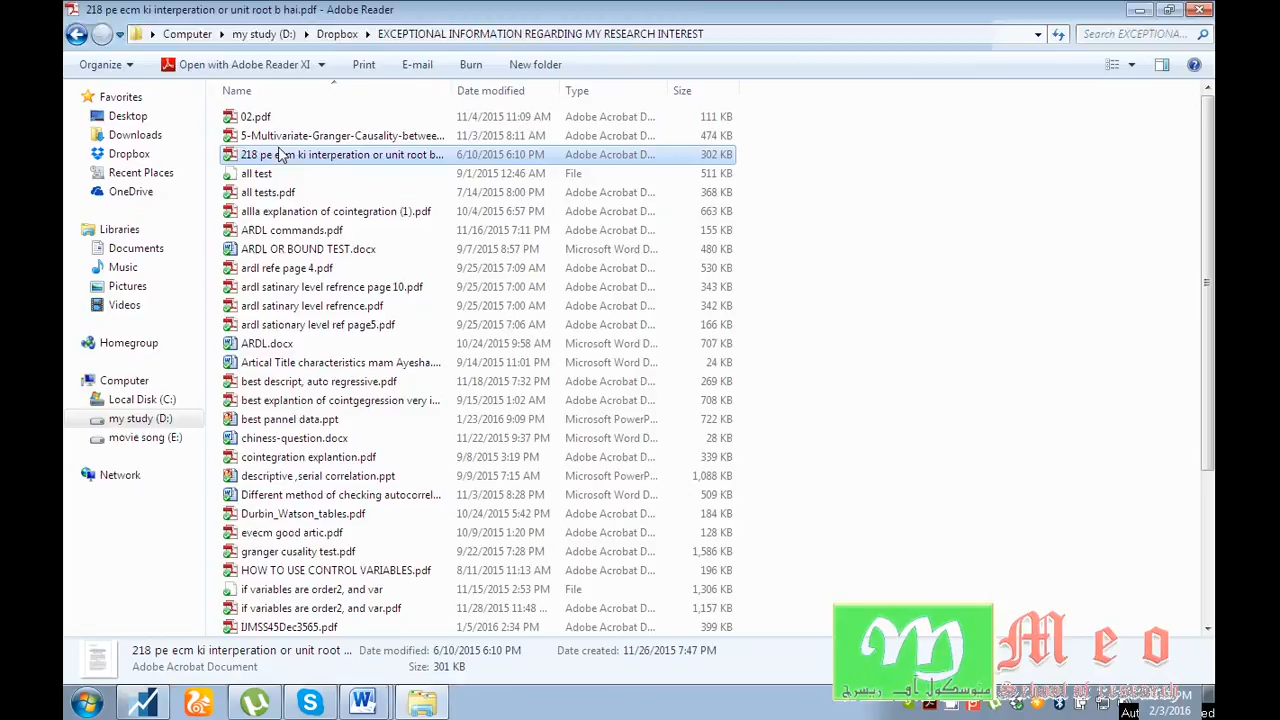 218 pe ecm ki interperation or unit root b hai.pdf - Adobe Reader
Computer
my study (D:)
Dropbox
EXCEPTIONAL INFORMATION REGARDING MY RESEARCH INTEREST
Search EXCEPTIONA...
Organize
Open with Adobe Reader XI
Print
E-mail
Burn
New folder
Favorites
Desktop
Downloads
Dropbox
Recent Places
OneDrive
Libraries
Documents
Music
Pictures
Videos
Homegroup
Computer
Local Disk (C:)
my study (D:)
movie song (E:)
Network
Name Date modified Type Size
02.pdf 11/4/2015 11:09 AM Adobe Acrobat D... 111 KB
5-Multivariate-Granger-Causality-betwee... 11/3/2015 8:11 AM Adobe Acrobat D... 474 KB
218 pe ecm ki interperation or unit root b... 6/10/2015 6:10 PM Adobe Acrobat D... 302 KB
all test 9/1/2015 12:46 AM File 511 KB
all tests.pdf 7/14/2015 8:00 PM Adobe Acrobat D... 368 KB
allla explanation of cointegration (1).pdf 10/4/2015 6:57 PM Adobe Acrobat D... 663 KB
ARDL commands.pdf 11/16/2015 7:11 PM Adobe Acrobat D... 155 KB
ARDL OR BOUND TEST.docx 9/7/2015 8:57 PM Microsoft Word D... 480 KB
ardl refe page 4.pdf 9/25/2015 7:09 AM Adobe Acrobat D... 530 KB
ardl satinary level refrence page 10.pdf 9/25/2015 7:00 AM Adobe Acrobat D... 343 KB
ardl satinary level refrence.pdf 9/25/2015 7:00 AM Adobe Acrobat D... 342 KB
ardl sationary level ref page5.pdf 9/25/2015 7:06 AM Adobe Acrobat D... 166 KB
ARDL.docx 10/24/2015 9:58 AM Microsoft Word D... 707 KB
Artical Title characteristics mam Ayesha.... 9/14/2015 11:01 PM Microsoft Word D... 24 KB
best descript, auto regressive.pdf 11/18/2015 7:32 PM Adobe Acrobat D... 269 KB
best explantion of cointgegression very i... 9/15/2015 1:02 AM Adobe Acrobat D... 708 KB
best pannel data.ppt 1/23/2016 9:09 PM Microsoft PowerP... 722 KB
chiness-question.docx 11/22/2015 9:37 PM Microsoft Word D... 28 KB
cointegration explantion.pdf 9/8/2015 3:19 PM Adobe Acrobat D... 339 KB
descriptive ,serial correlation.ppt 9/9/2015 7:15 AM Microsoft PowerP... 1,088 KB
Different method of checking autocorrel... 11/3/2015 8:28 PM Microsoft Word D... 509 KB
Durbin_Watson_tables.pdf 10/24/2015 5:42 PM Adobe Acrobat D... 184 KB
evecm good artic.pdf 10/9/2015 1:20 PM Adobe Acrobat D... 128 KB
granger cusality test.pdf 9/22/2015 7:28 PM Adobe Acrobat D... 1,586 KB
HOW TO USE CONTROL VARIABLES.pdf 8/11/2015 11:13 AM Adobe Acrobat D... 196 KB
if variables are order2, and var 11/15/2015 2:53 PM File 1,306 KB
if variables are order2, and var.pdf 11/28/2015 11:48 ... Adobe Acrobat D... 1,157 KB
IJMSS45Dec3565.pdf 1/5/2016 2:34 PM Adobe Acrobat D... 399 KB
218 pe ecm ki interperation or unit root ... Date modified: 6/10/2015 6:10 PM Date created: 11/26/2015 7:47 PM
Adobe Acrobat Document Size: 301 KB
Meo
School of research
میوسکول آف ریسرچ
2/3/2016